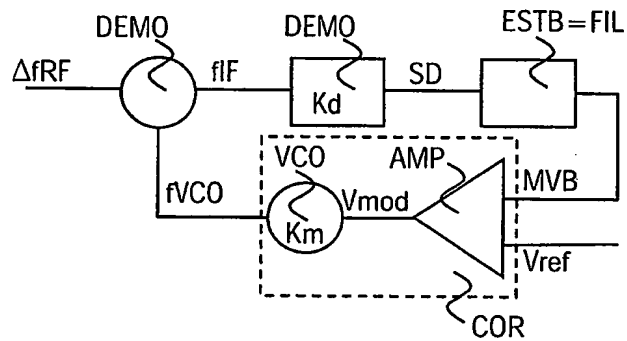 DEMO
DEMO
ESTB=FIL
ΔfRF
fIF
Kd
SD
VCO
AMP
MVB
fVCO
Km
Vmod
Vref
COR